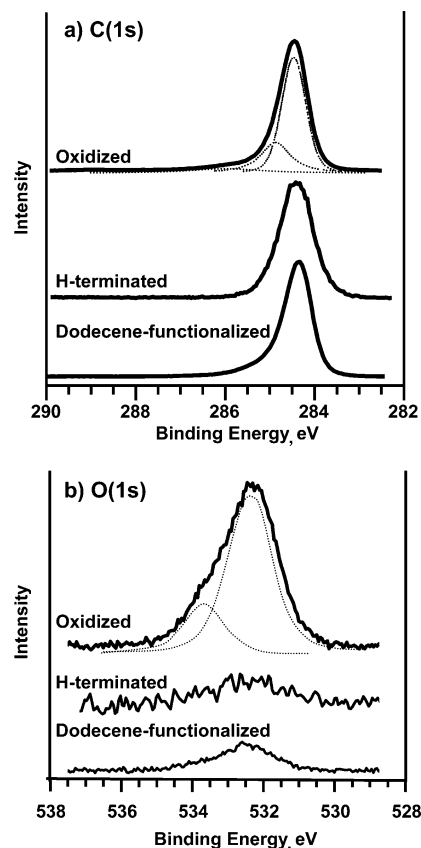 a) C(1s)
Oxidized
H-terminated
Dodecene-functionalized
Intensity
290 288 286 284 282
Binding Energy, eV
b) O(1s)
Oxidized
H-terminated
Dodecene-functionalized
Intensity
538 536 534 532 530 528
Binding Energy, eV